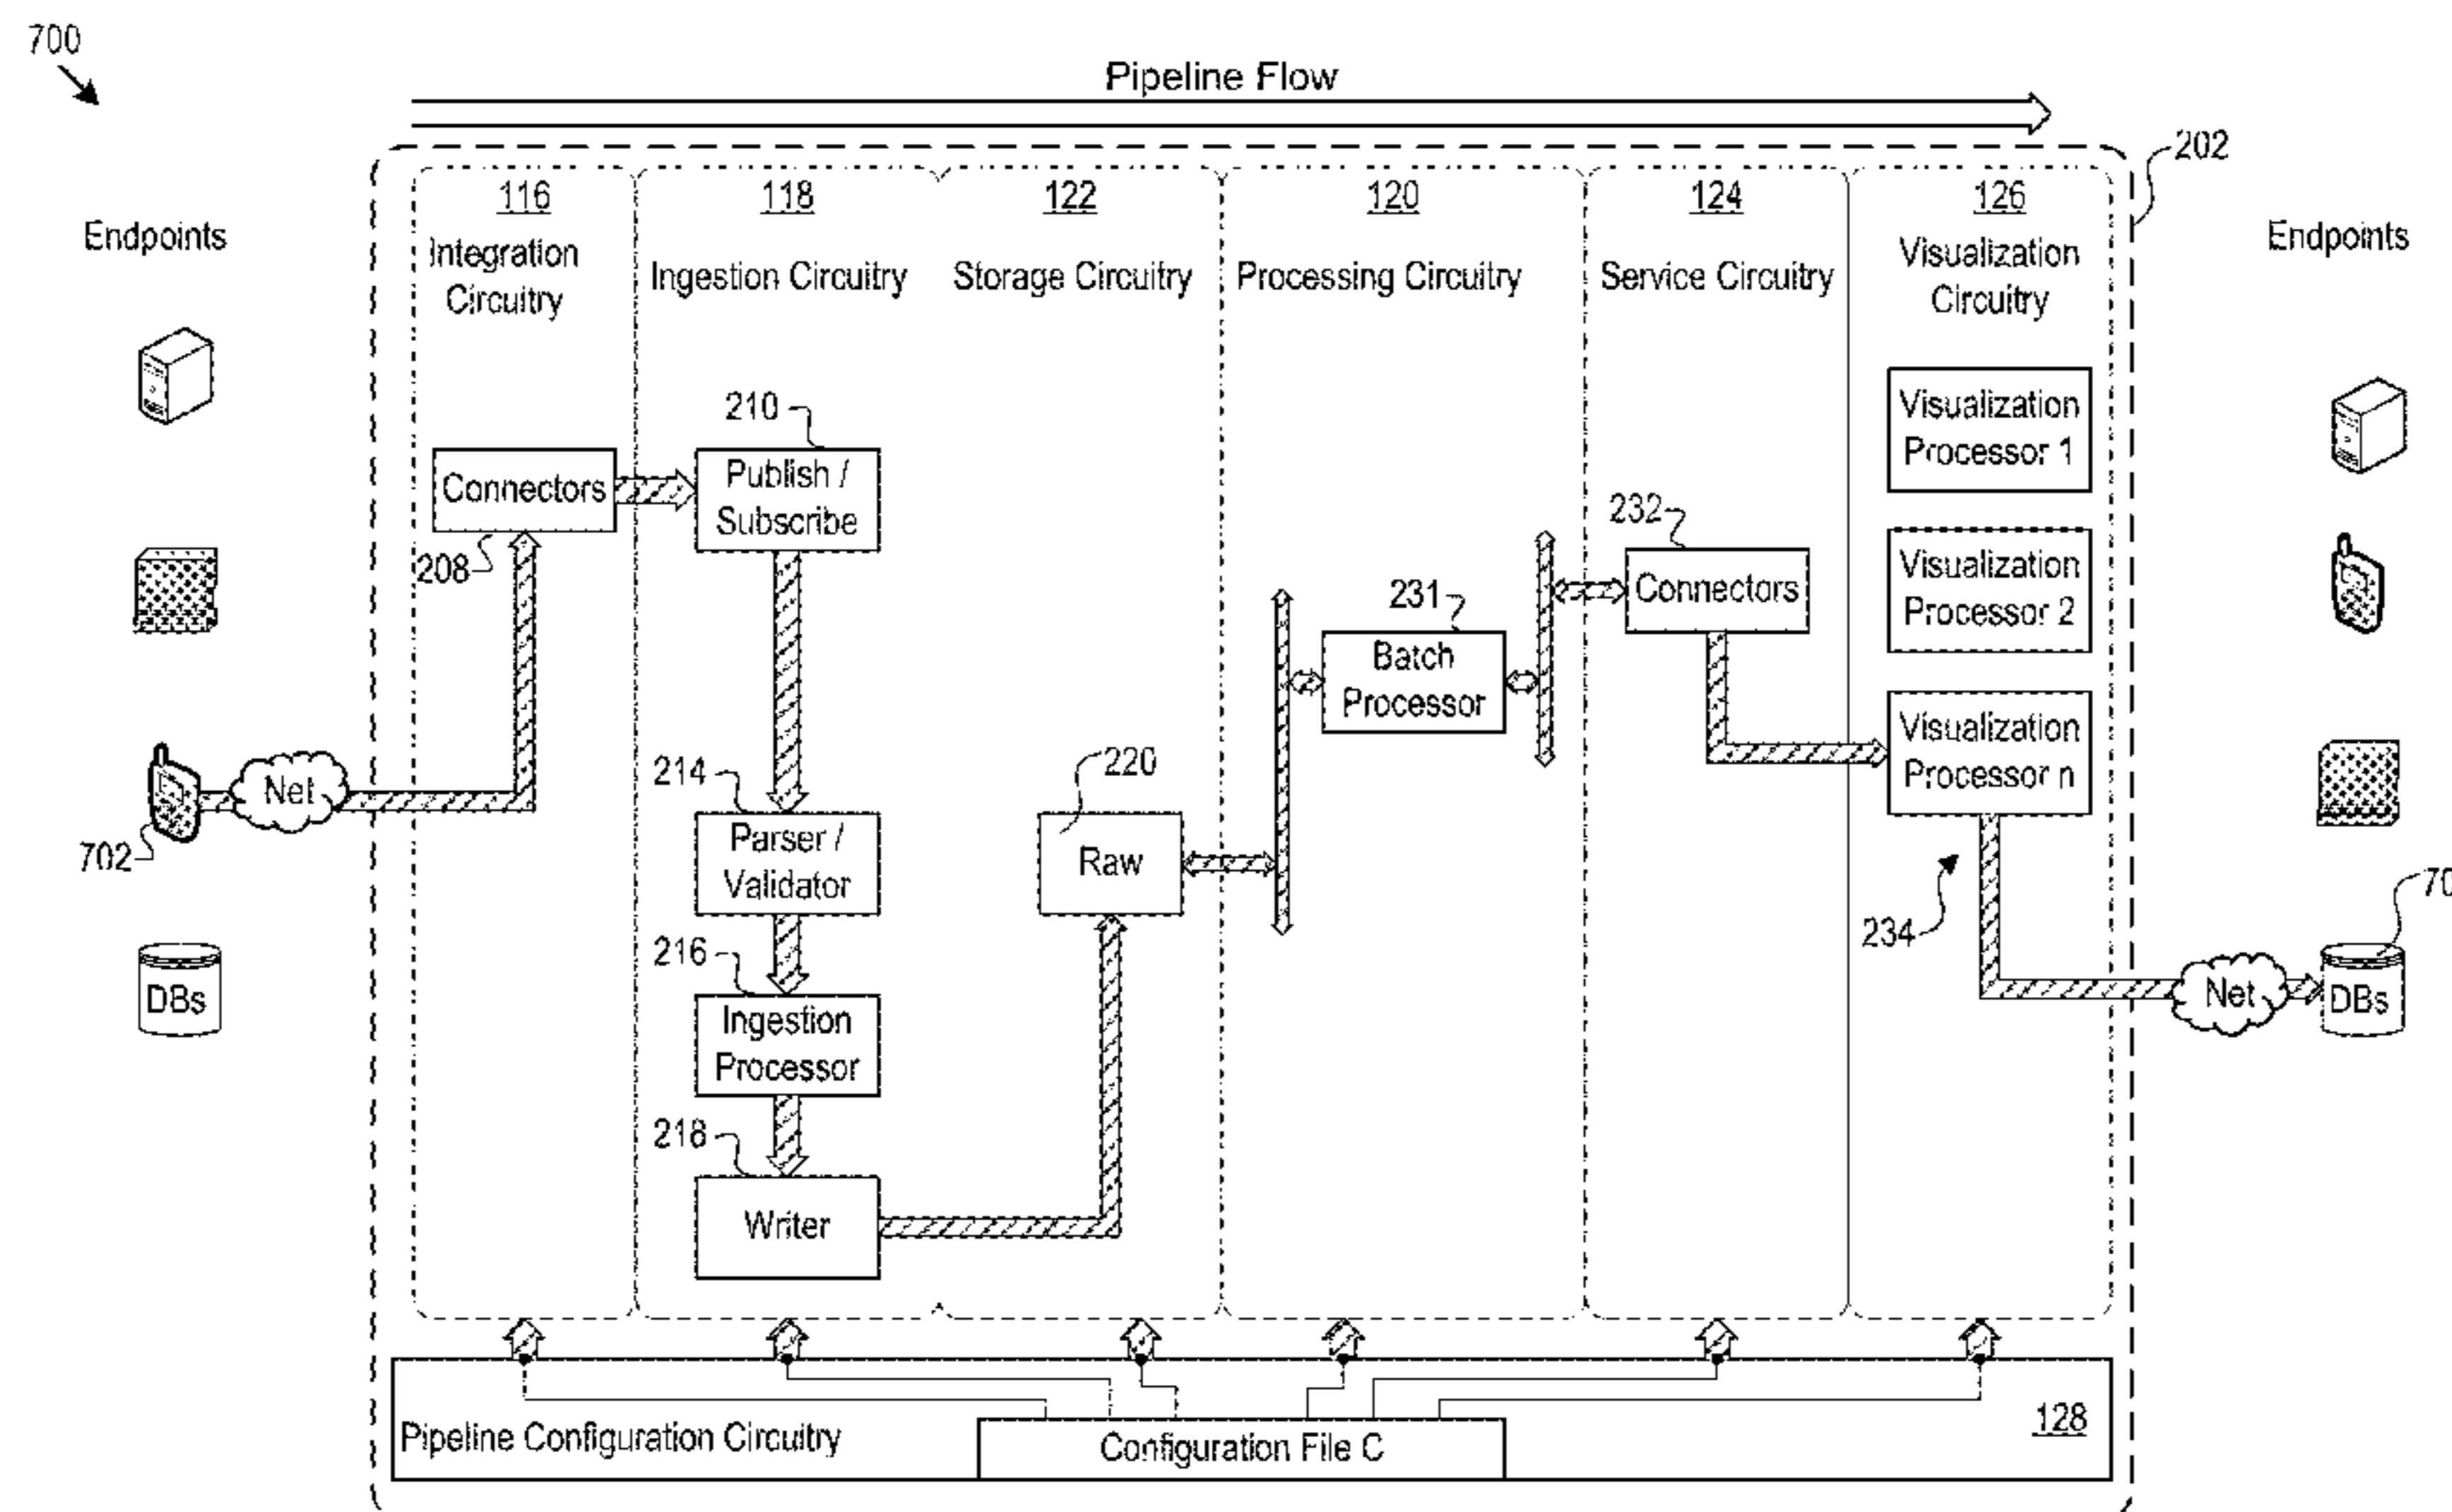 700
Pipeline Flow
202
Endpoints
116
Integration
Circuitry
118
Ingestion Circuitry
122
Storage Circuitry
120
Processing Circuitry
124
Service Circuitry
126
Visualization
Circuitry
Endpoints
Visualization
Processor 1
210
Connectors
208
Publish /
Subscribe
232
Connectors
Visualization
Processor 2
231
Batch
Processor
Visualization
Processor n
Net
702
214
Parser /
Validator
220
Raw
234
70
DBs
216
Ingestion
Processor
Net
DBs
218
Writer
Pipeline Configuration Circuitry
Configuration File C
128